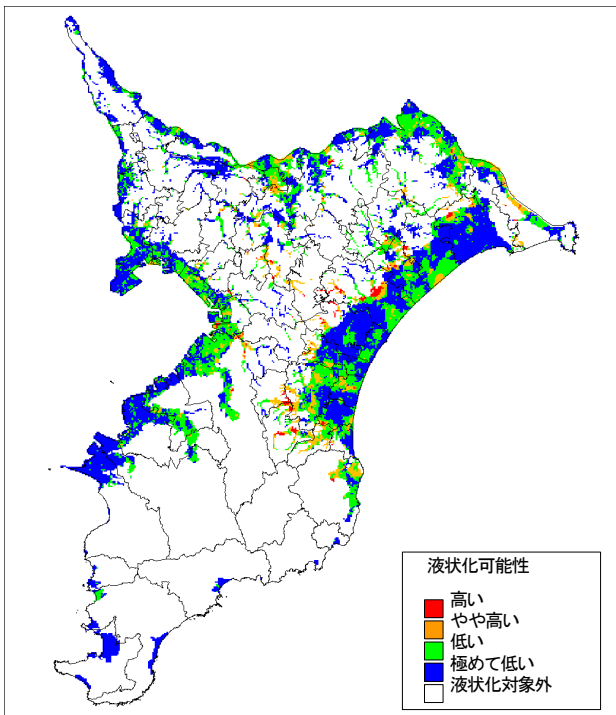 液状化可能性
高い
やや高い
低い
極めて低い
液状化対象外